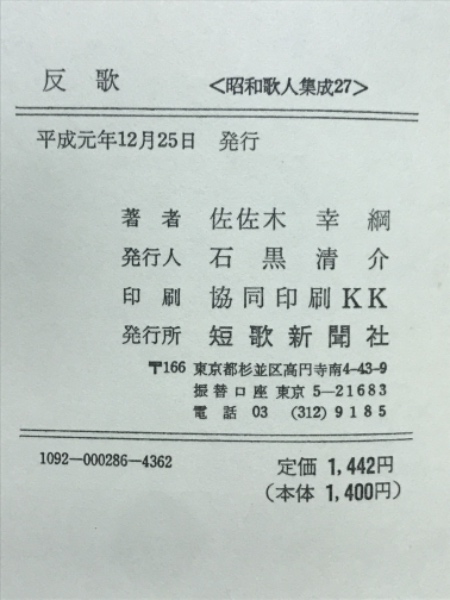 反歌 <昭和歌人集成27>
平成元年12月25日 発行
著者 佐佐木幸綱
発行人 石黒清介
印刷 協同印刷KK
発行所 短歌新聞社
〒166 東京都杉並区高円寺南4-43-9
振替口座 東京 5-21683
電話 03 (312)9185
1092-000286-4362
定価 1,442円
(本体 1,400円)